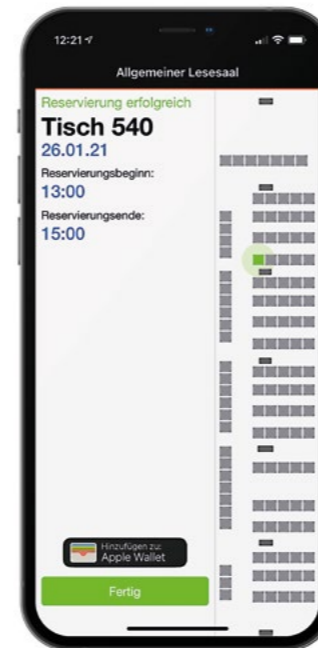 12:21
Allgemeiner Lesesaal
Reservierung erfolgreich
Tisch 540
26.01.21
Reservierungsbeginn:
13:00
Reservierungsende:
15:00
Hinzufügen zu:
Apple Wallet
Fertig